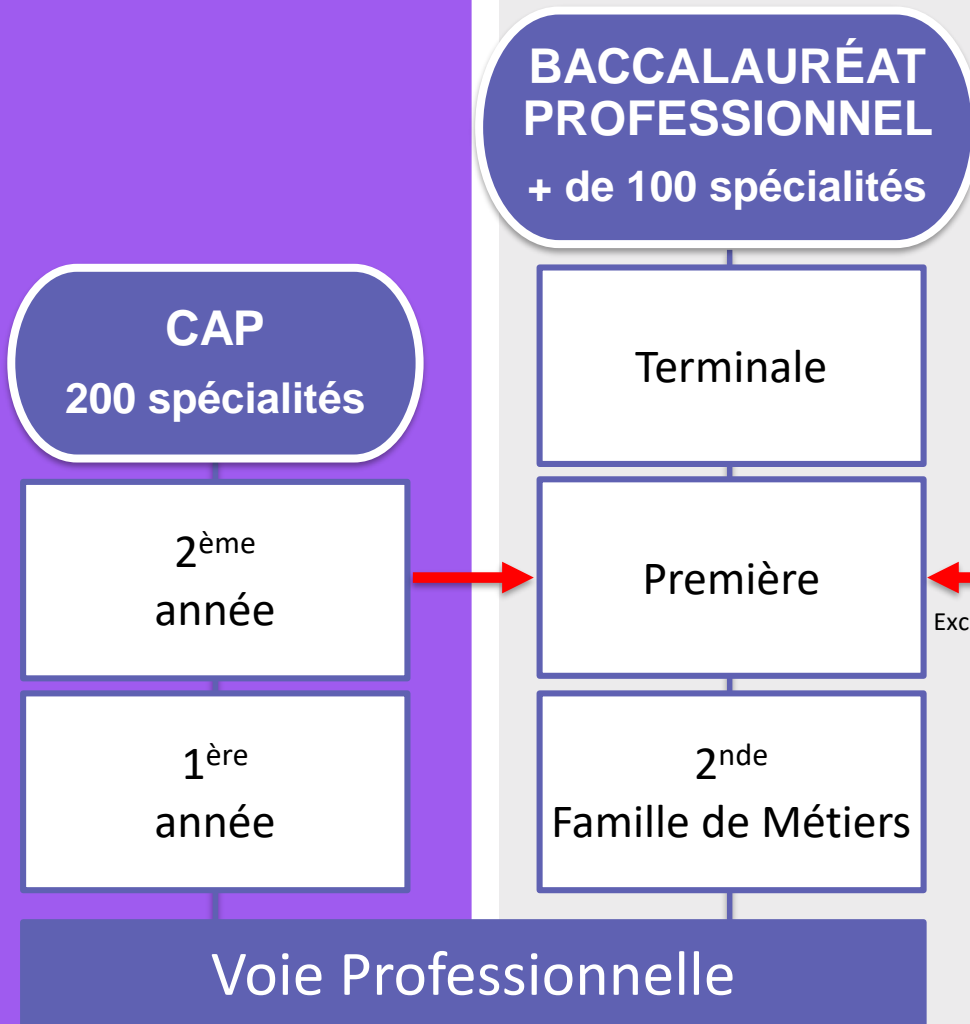 BACCALAURÉAT
PROFESSIONNEL
+ de 100 spécialités
CAP
200 spécialités
Terminale
2ème
année
Première
Exc
1ère
année
2nde
Famille de Métiers
Voie Professionnelle